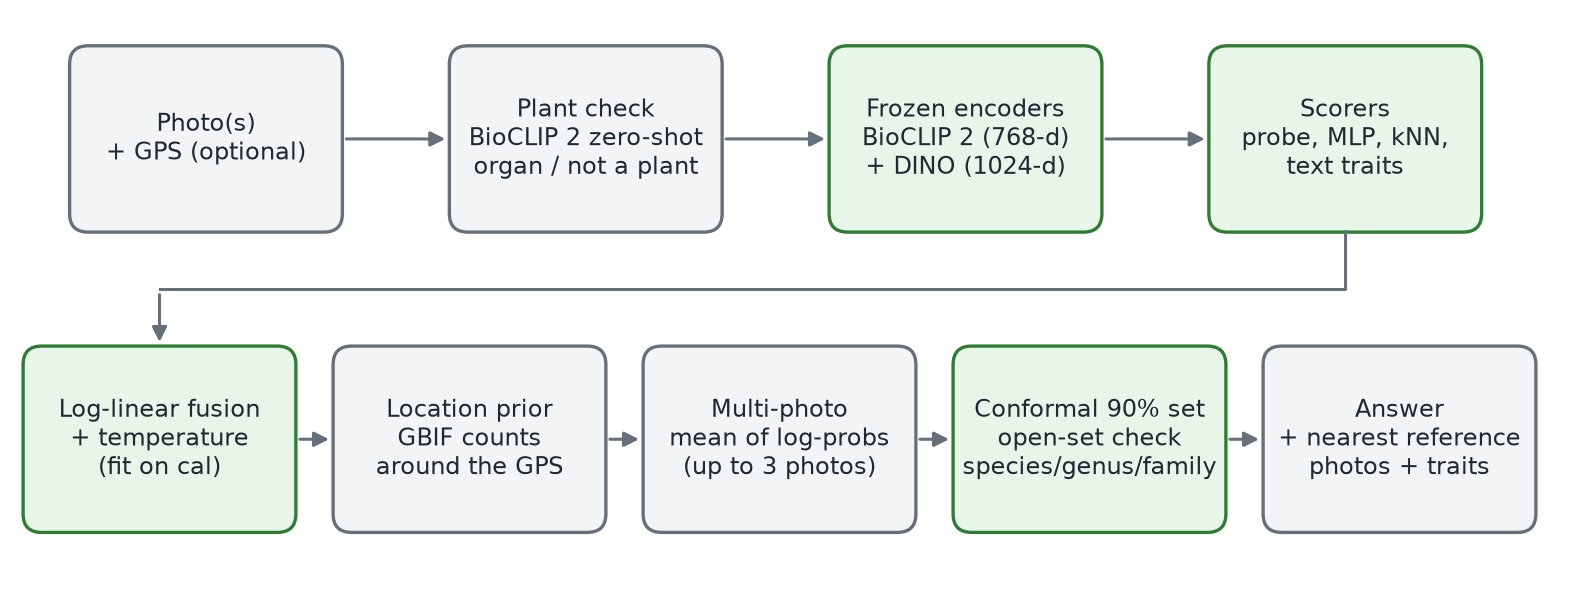 Photo(s)
+ GPS (optional)
Plant check
BioCLIP 2 zero-shot
organ / not a plant
Frozen encoders
BioCLIP 2 (768-d)
+ DINO (1024-d)
Scorers
probe, MLP, kNN,
text traits
Log-linear fusion
+ temperature
(fit on cal)
Location prior
GBIF counts
around the GPS
Multi-photo
mean of log-probs
(up to 3 photos)
Conformal 90% set
open-set check
species/genus/family
Answer
+ nearest reference
photos + traits